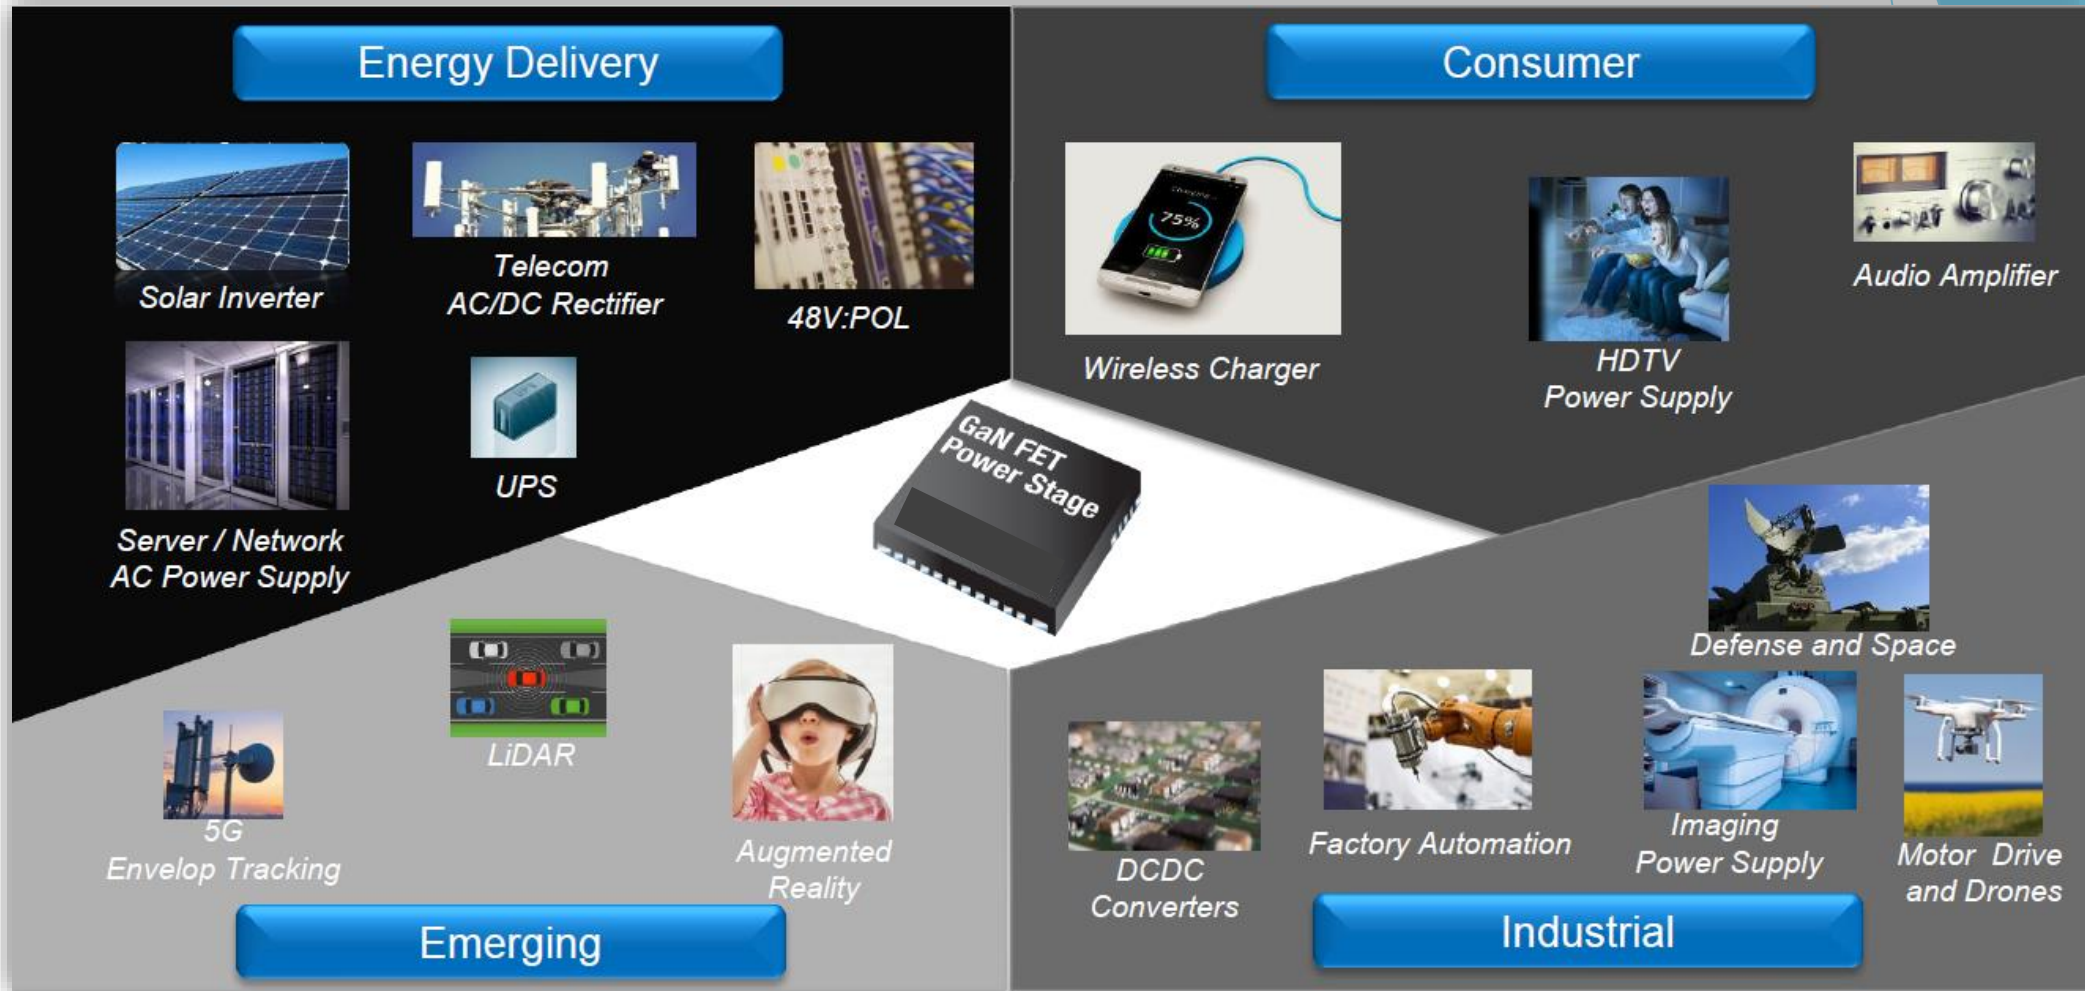 Energy Delivery
Solar Inverter
Telecom
AC/DC Rectifier
48V:POL
Server / Network
AC Power Supply
UPS
Consumer
Charging
75%
Wireless Charger
HDTV
Power Supply
Audio Amplifier
GaN FET
Power Stage
5G
Envelop Tracking
LiDAR
Augmented
Reality
Emerging
Defense and Space
DCDC
Converters
Factory Automation
Imaging
Power Supply
Motor Drive
and Drones
Industrial